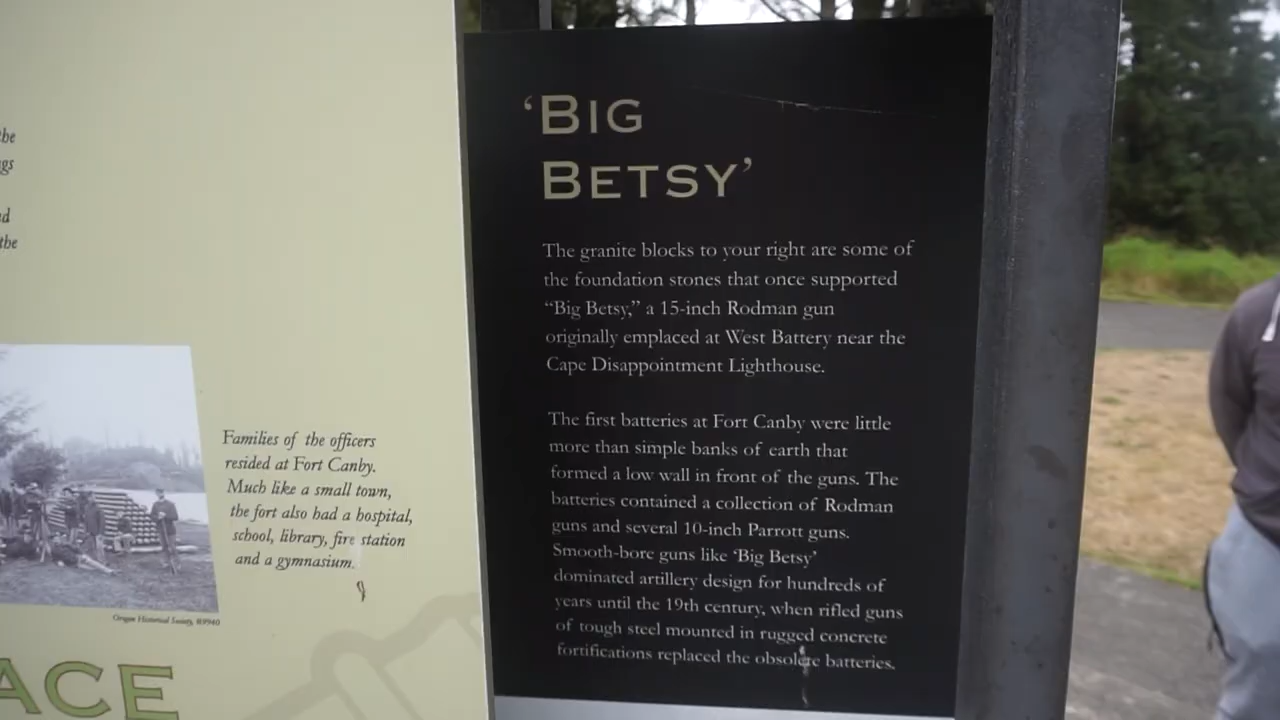 the
gs
d
the
Families of the officers
resided at Fort Canby.
Much like a small town,
the fort also had a hospital,
school, library, fire station
and a gymnasium.
Oregon Historical Society,
ACE
‘BIG
BETSY’
The granite blocks to your right are some of
the foundation stones that once supported
“Big Betsy,” a 15-inch Rodman gun
originally emplaced at West Battery near the
Cape Disappointment Lighthouse.
The first batteries at Fort Canby were little
more than simple banks of earth that
formed a low wall in front of the guns. The
batteries contained a collection of Rodman
guns and several 10-inch Parrott guns.
Smooth-bore guns like ‘Big Betsy’
dominated artillery design for hundreds of
years until the 19th century, when rifled guns
of tough steel mounted in rugged concrete
fortifications replaced the obsolete batteries.